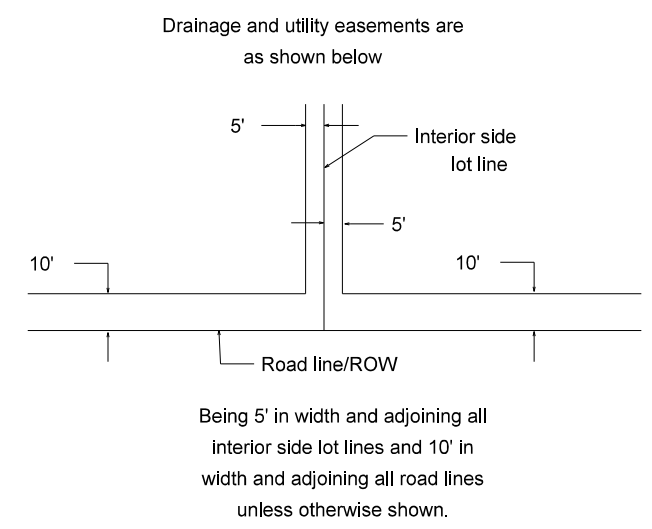 Drainage and utility easements are
as shown below
5'
Interior side
lot line
5'
10'
10'
Road line/ROW
Being 5' in width and adjoining all
interior side lot lines and 10' in
width and adjoining all road lines
unless otherwise shown.